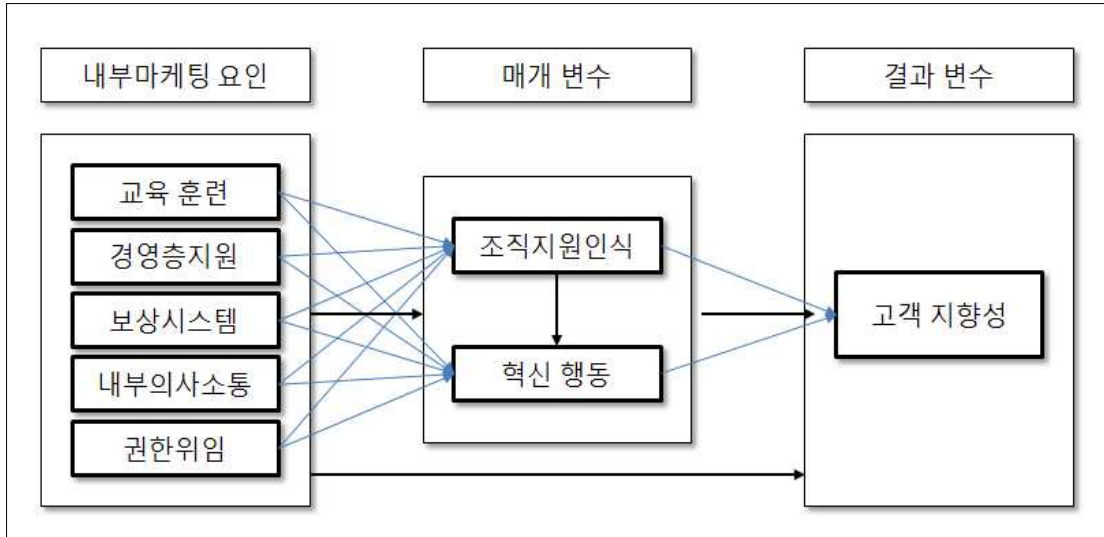 내부마케팅 요인
매개 변수
결과 변수
교육 훈련
경영층지원
보상시스템
내부의사소통
권한위임
조직지원인식
혁신 행동
고객 지향성